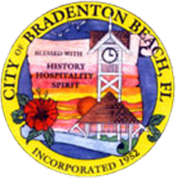 CITY OF BRADENTON BEACH, FL
BLESSED WITH
HISTORY
HOSPITALITY
SPIRIT
INCORPORATED 1952